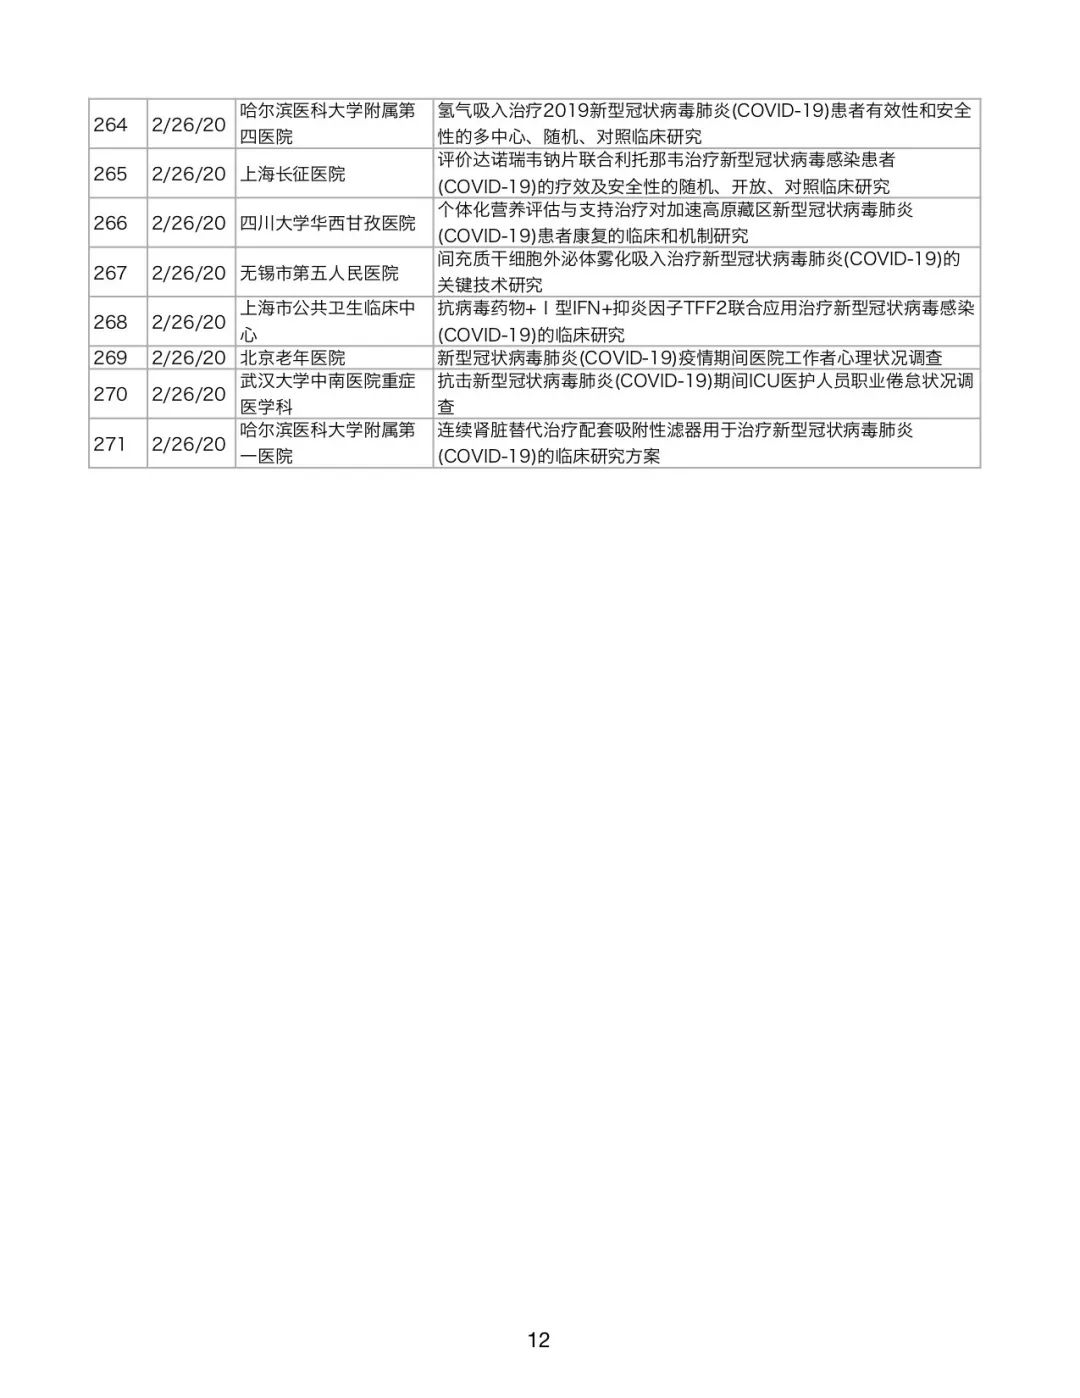 264 2/26/20 哈尔滨医科大学附属第 氢气吸入治疗2019新型冠状病毒肺炎(COVID-19)患者有效性和安全
四医院 性的多中心、随机、对照临床研究
265 2/26/20 上海长征医院 评价达诺瑞韦钠片联合利托那韦治疗新型冠状病毒感染患者
(COVID-19)的疗效及安全性的随机、开放、对照临床研究
266 2/26/20 四川大学华西甘孜医院 个体化营养评估与支持治疗对加速高原藏区新型冠状病毒肺炎
(COVID-19)患者康复的临床和机制研究
267 2/26/20 无锡市第五人民医院 间充质干细胞外泌体雾化吸入治疗新型冠状病毒肺炎(COVID-19)的
关键技术研究
268 2/26/20 上海市公共卫生临床中 抗病毒药物+Ⅰ型IFN+抑炎因子TFF2联合应用治疗新型冠状病毒感染
心 (COVID-19)的临床研究
269 2/26/20 北京老年医院 新型冠状病毒肺炎(COVID-19)疫情期间医院工作者心理状况调查
270 2/26/20 武汉大学中南医院重症 抗击新型冠状病毒肺炎(COVID-19)期间ICU医护人员职业倦怠状况调
医学科 查
271 2/26/20 哈尔滨医科大学附属第 连续肾脏替代治疗配套吸附性滤器用于治疗新型冠状病毒肺炎
一医院 (COVID-19)的临床研究方案
12